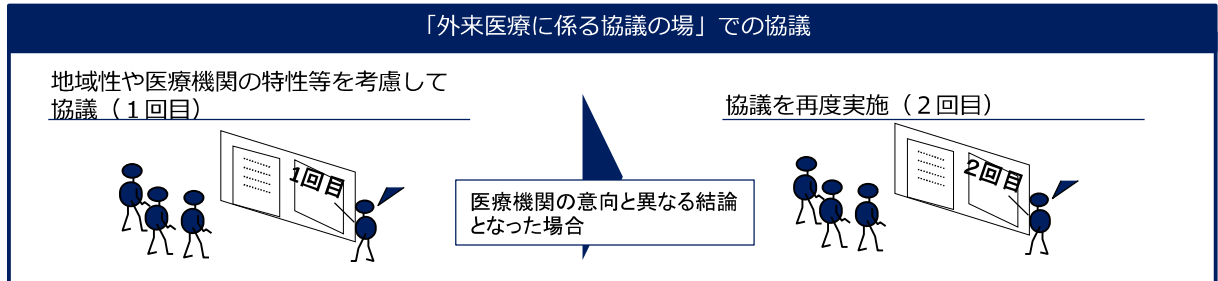 「外来医療に係る協議の場」での協議
地域性や医療機関の特性等を考慮して
協議（１回目）
1回目
医療機関の意向と異なる結論
となった場合
協議を再度実施（２回目）
2回目